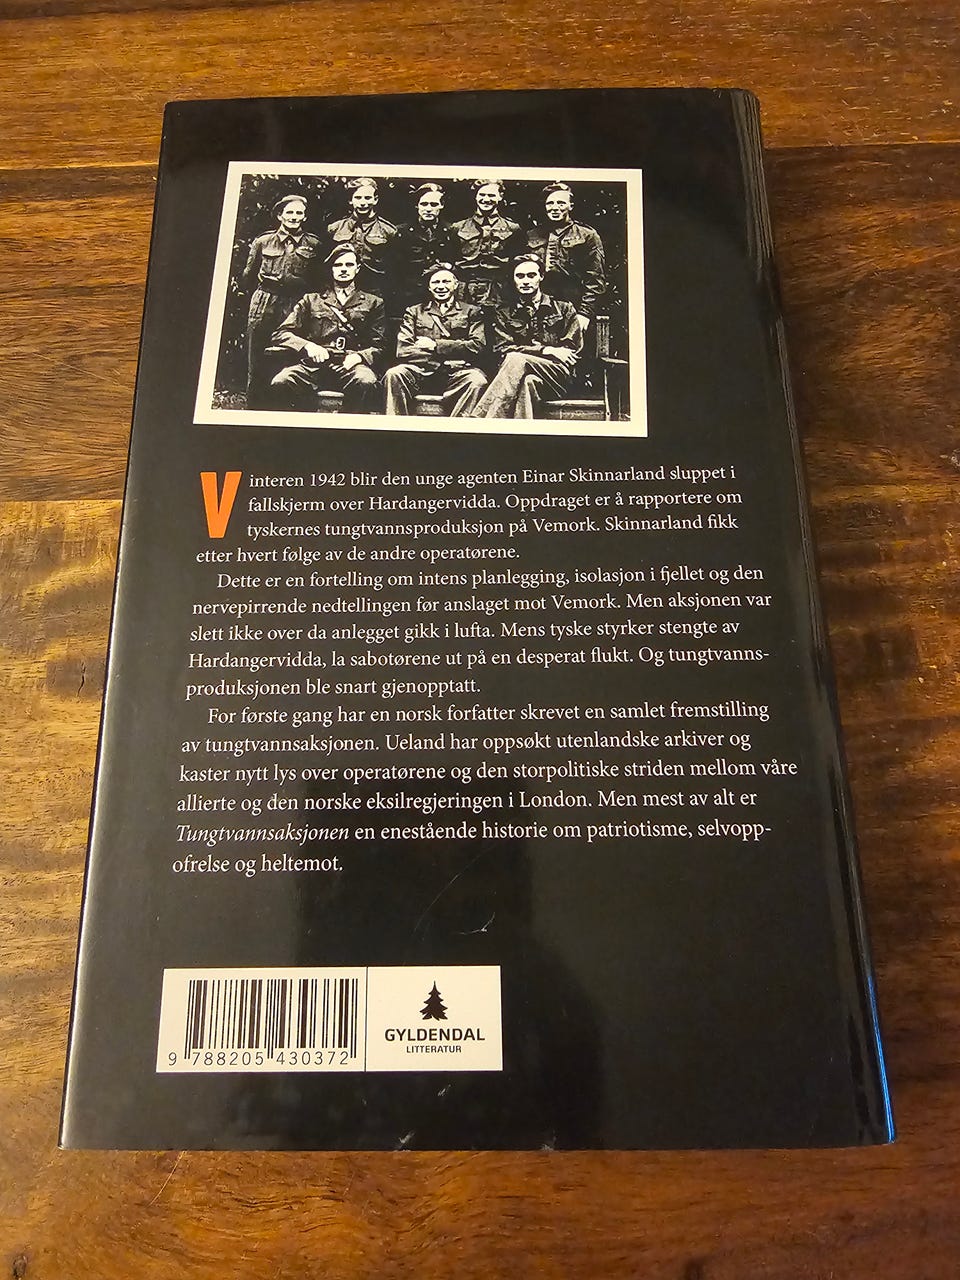 Vinteren 1942 blir den unge agenten Einar Skinnarland sluppet i
fallskjerm over Hardangervidda. Oppdraget er å rapportere om
tyskernes tungtvannsproduksjon på Vemork. Skinnarland fikk
etter hvert følge av de andre operatørene.
Dette er en fortelling om intens planlegging, isolasjon i fjellet og den
nervepirrende nedtellingen før anslaget mot Vemork. Men aksjonen var
slett ikke over da anlegget gikk i lufta. Mens tyske styrker stengte av
Hardangervidda, la sabotørene ut på en desperat flukt. Og tungtvanns-
produksjonen ble snart gjenopptatt.
For første gang har en norsk forfatter skrevet en samlet fremstilling
av tungtvannsaksjonen. Ueland har oppsøkt utenlandske arkiver og
kaster nytt lys over operatørene og den storpolitiske striden mellom våre
allierte og den norske eksilregjeringen i London. Men mest av alt er
Tungtvannsaksjonen en enestående historie om patriotisme, selvopp-
ofrelse og heltemot.
9 788205 430372
GYLDENDAL
LITTERATUR